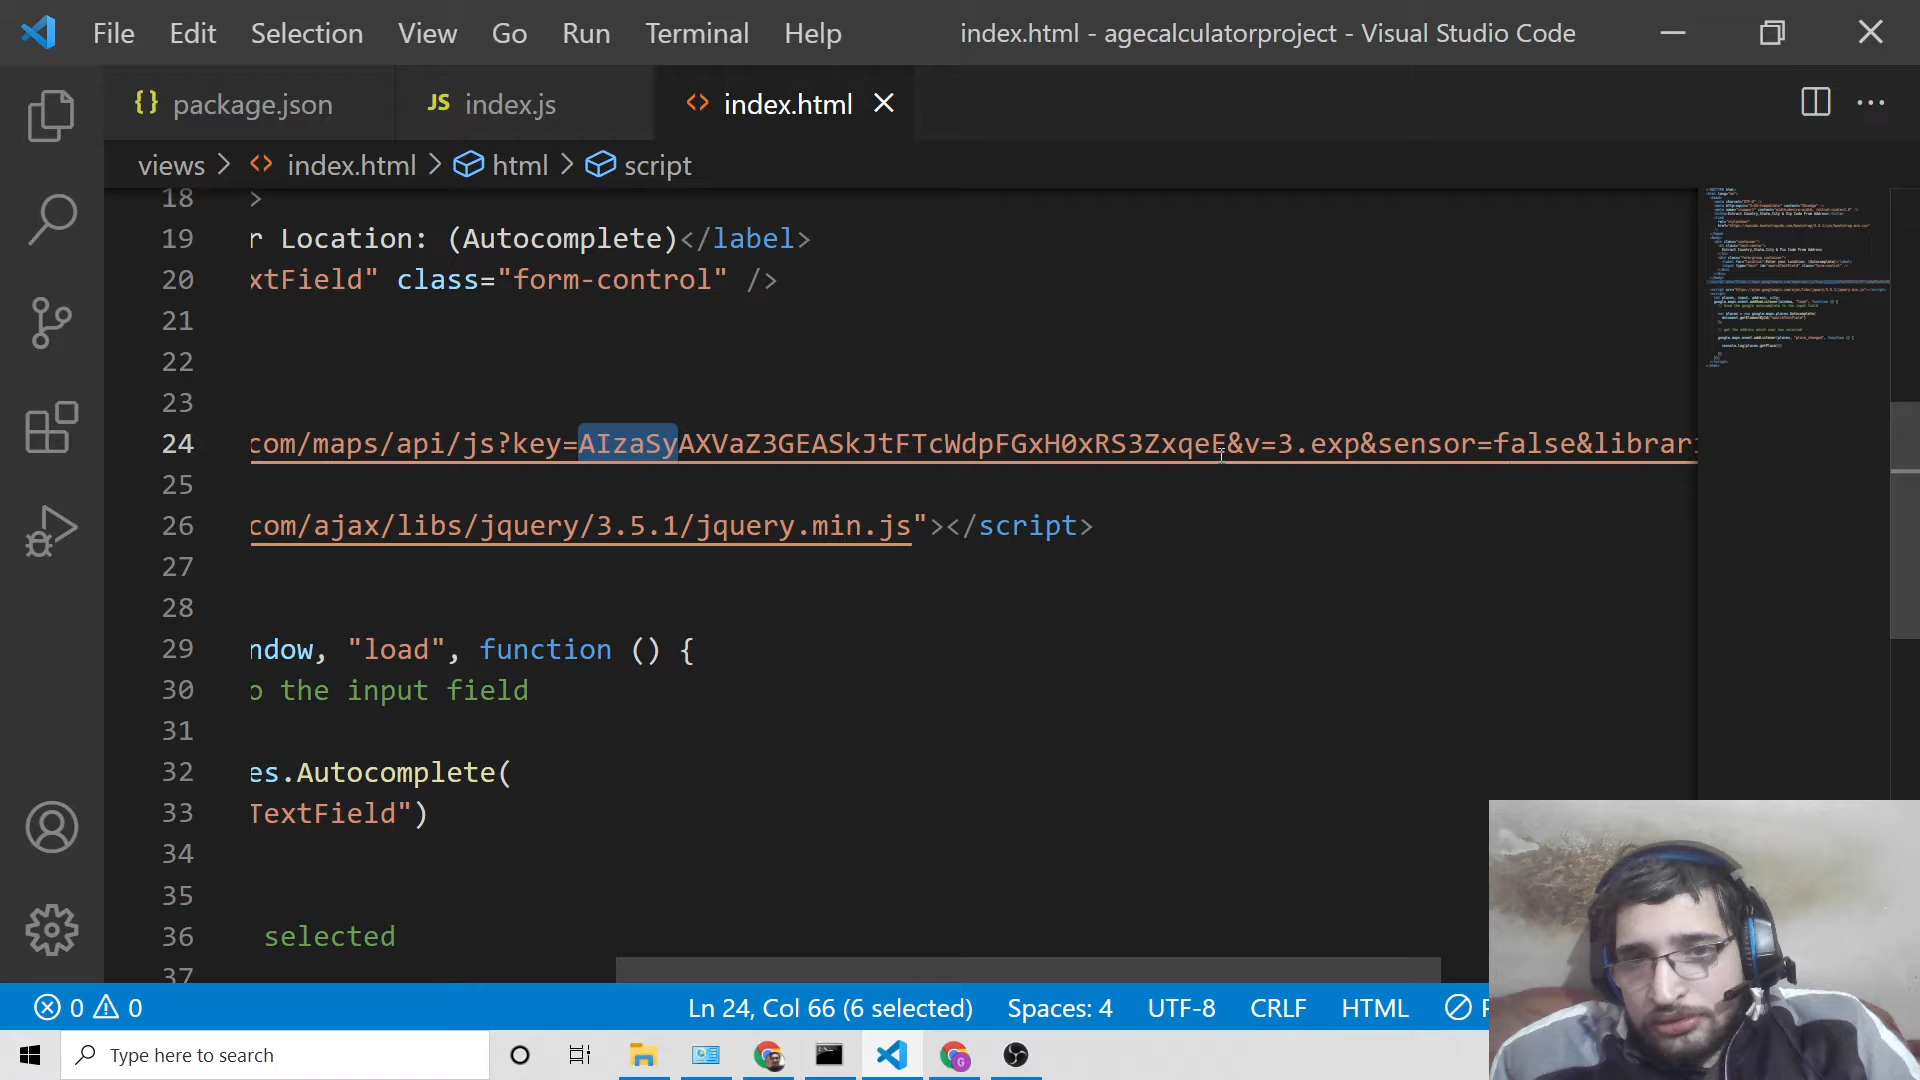 File Edit Selection View Go Run Terminal Help index.html - agecalculatorproject - Visual Studio Code
{} package.json JS index.js <> index.html
views > <> index.html > html > script
18 >
19 r Location: (Autocomplete)</label>
20 xtField" class="form-control" />
21
22
23
24 com/maps/api/js?key=AIzaSyAXVaZ3GEASkJtFTcWdpFGxH0xRS3ZxqeE&v=3.exp&sensor=false&librari
25
26 com/ajax/libs/jquery/3.5.1/jquery.min.js"></script>
27
28
29 ndow, "load", function () {
30 o the input field
31
32 es.Autocomplete(
33 TextField")
34
35
36 selected
37
0 0 Ln 24, Col 66 (6 selected) Spaces: 4 UTF-8 CRLF HTML
Type here to search